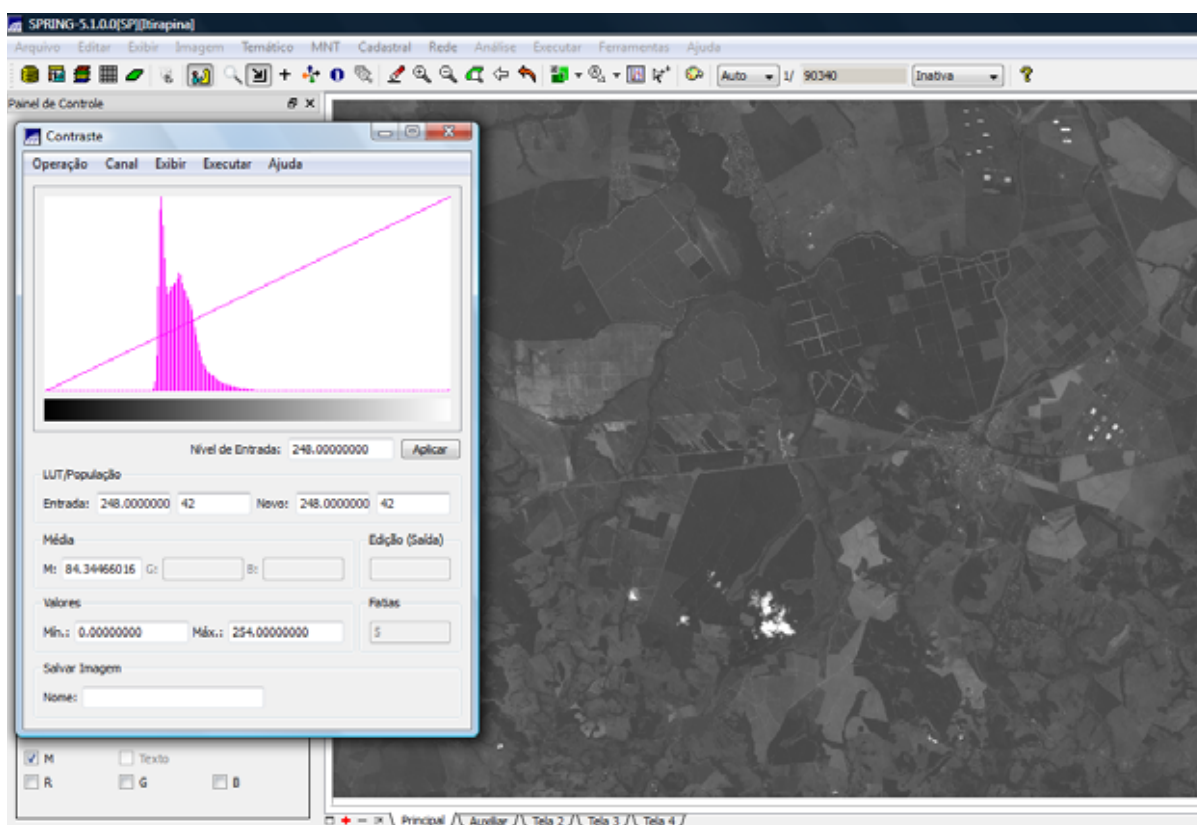 SPRING-5.1.0.0[SP][Itirapina]
Arquivo Editar Exibir Imagem Temático MNT Cadastral Rede Análise Executar Ferramentas Ajuda
Auto 1/ 90340 Inativa
Painel de Controle
Contraste
Operação Canal Exibir Executar Ajuda
Nível de Entrada: 248.00000000 Aplicar
LUT/População
Entrada: 248.0000000 42 Novo: 248.0000000 42
Média Edição (Saída)
M: 84.34466016 G: B:
Valores Fatias
Mín.: 0.00000000 Máx.: 254.00000000 5
Salvar Imagem
Nome:
M Texto
R G B
Principal Auxiliar Tela 2 Tela 3 Tela 4